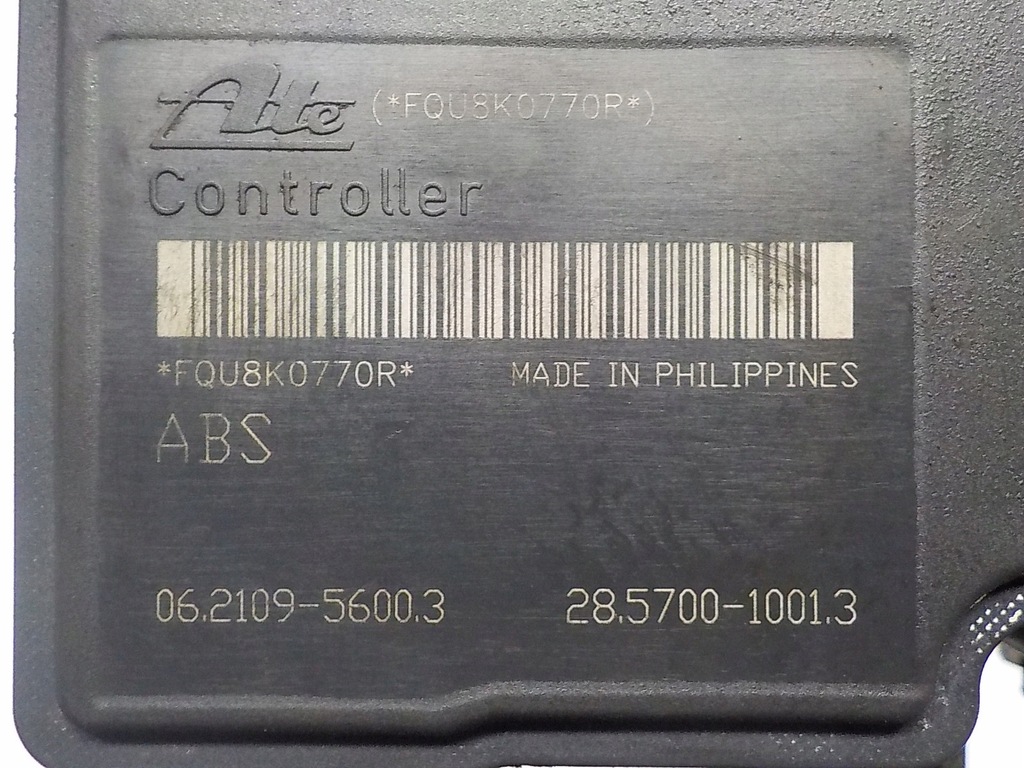 Ate (*FQU8K0770R*)
Controller
*FQU8K0770R* MADE IN PHILIPPINES
ABS
06.2109-5600.3 28.5700-1001.3